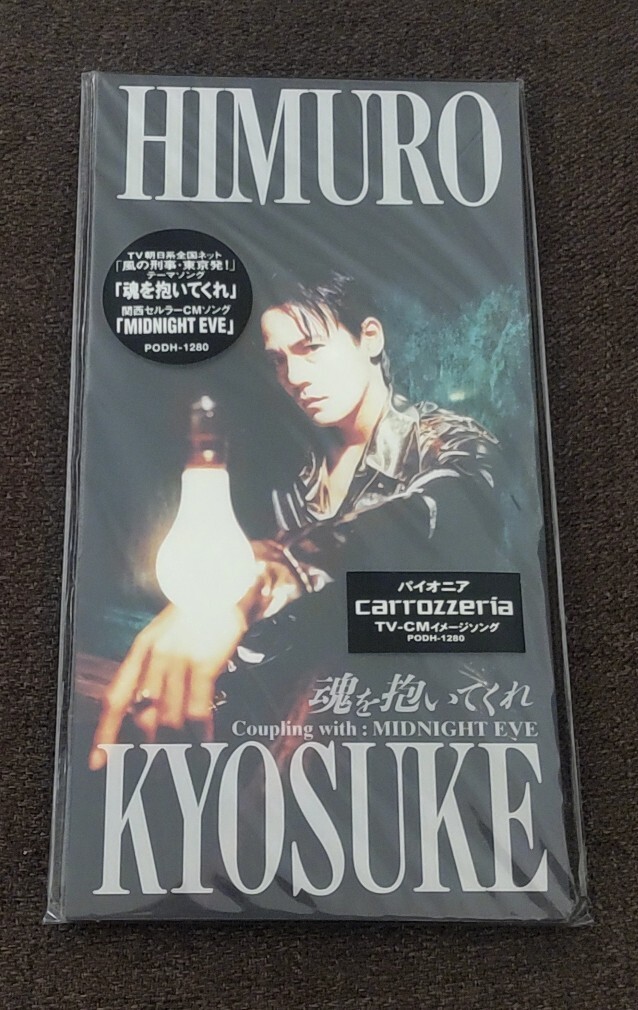 HIMURO
TV朝日系全国ネット
「風の刑事・東京発!」
テーマソング
「魂を抱いてくれ」
関西セルラーCMソング
「MIDNIGHT EVE」
PODH-1280
パイオニア
carrozzeria
TV-CMイメージソング
PODH-1280
魂を抱いてくれ
Coupling with : MIDNIGHT EVE
KYOSUKE